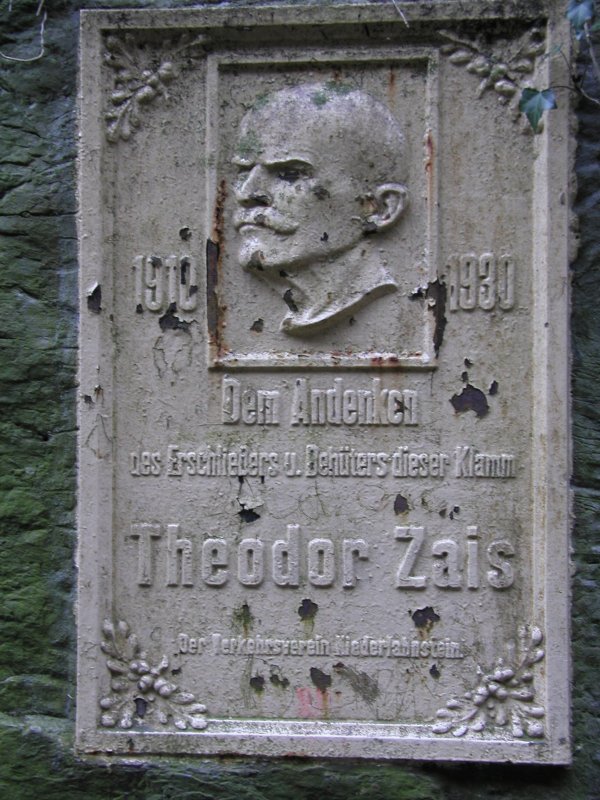 1910 1930
Dem Andenken
des Erschließers u. Behüters dieser Klamm
Theodor Zais
Der Verkehrsverein Niederlahnstein.